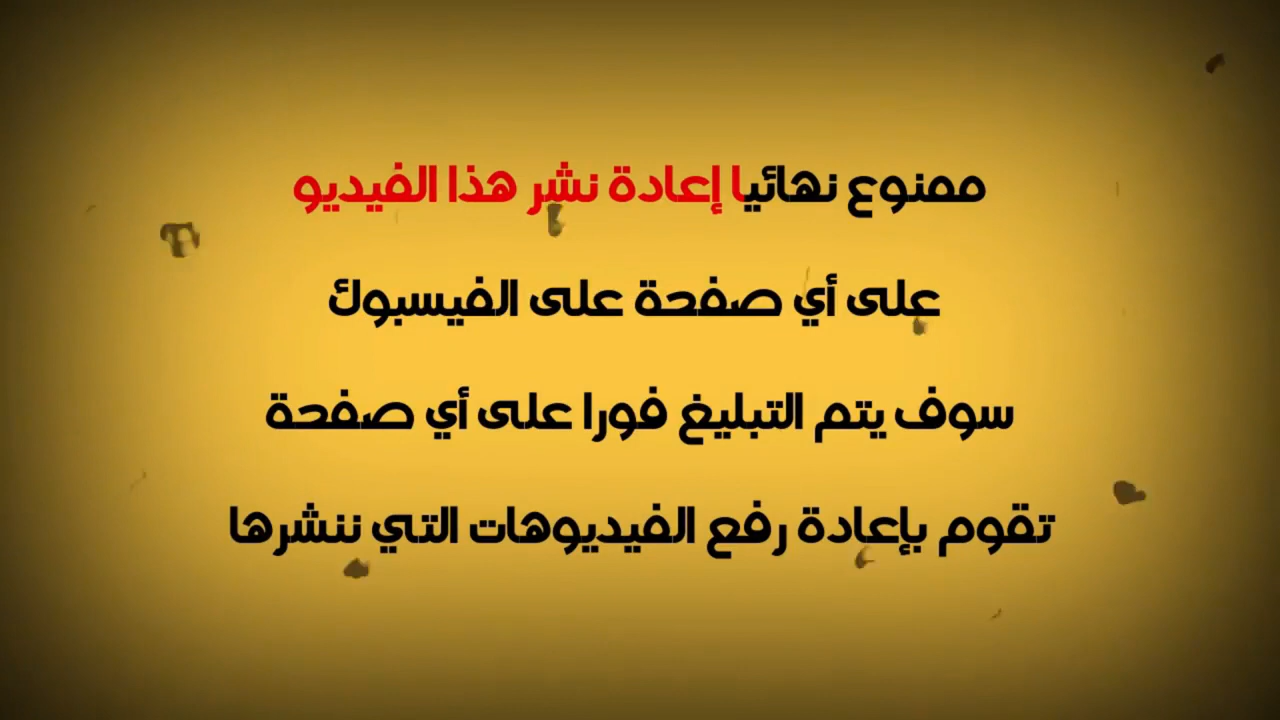 ممنوع نهائيا إعادة نشر هذا الفيديو
على أي صفحة على الفيسبوك
سوف يتم التبليغ فورا على أي صفحة
تقوم بإعادة رفع الفيديوهات التي ننشرها